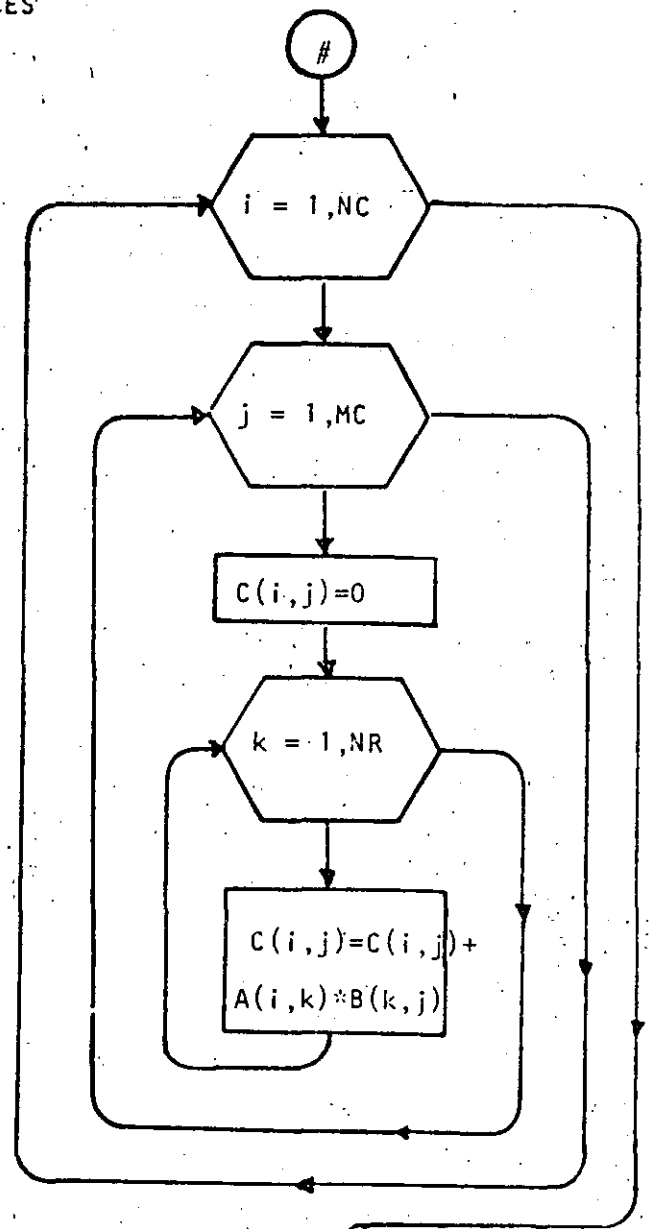 #
i = 1,NC
j = 1,MC
C(i,j)=0
k = 1,NR
C(i,j)=C(i,j)+
A(i,k)*B(k,j)